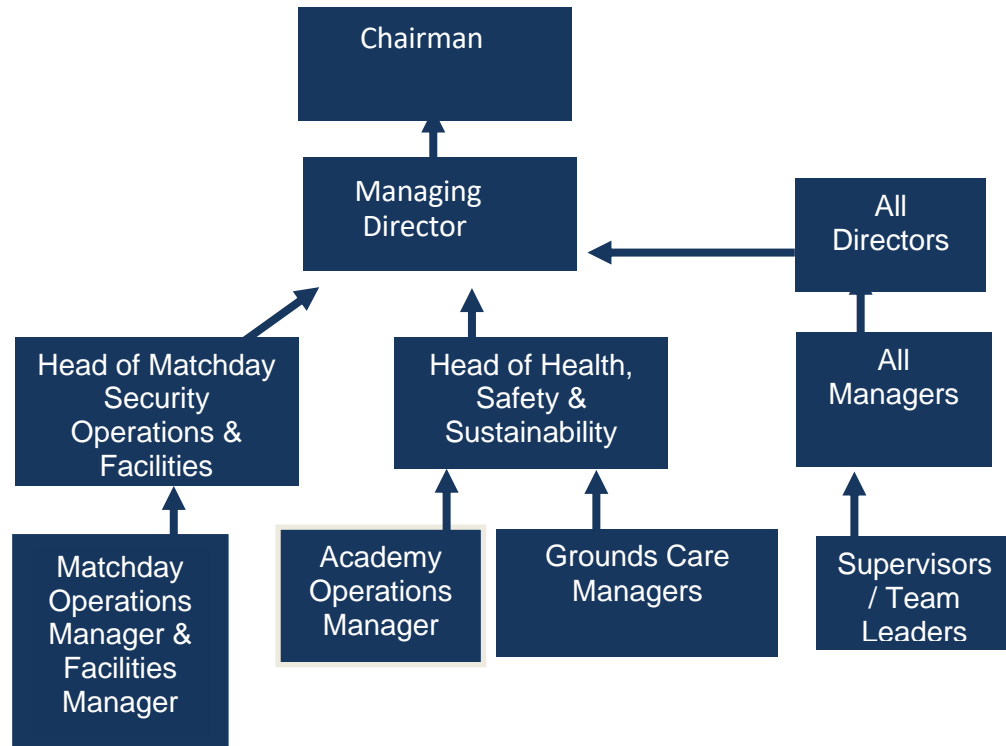 Chairman
Managing
Director
All
Directors
Head of Matchday
Security
Operations &
Facilities
Head of Health,
Safety &
Sustainability
All
Managers
Matchday
Operations
Manager &
Facilities
Manager
Academy
Operations
Manager
Grounds Care
Managers
Supervisors
/ Team
Leaders